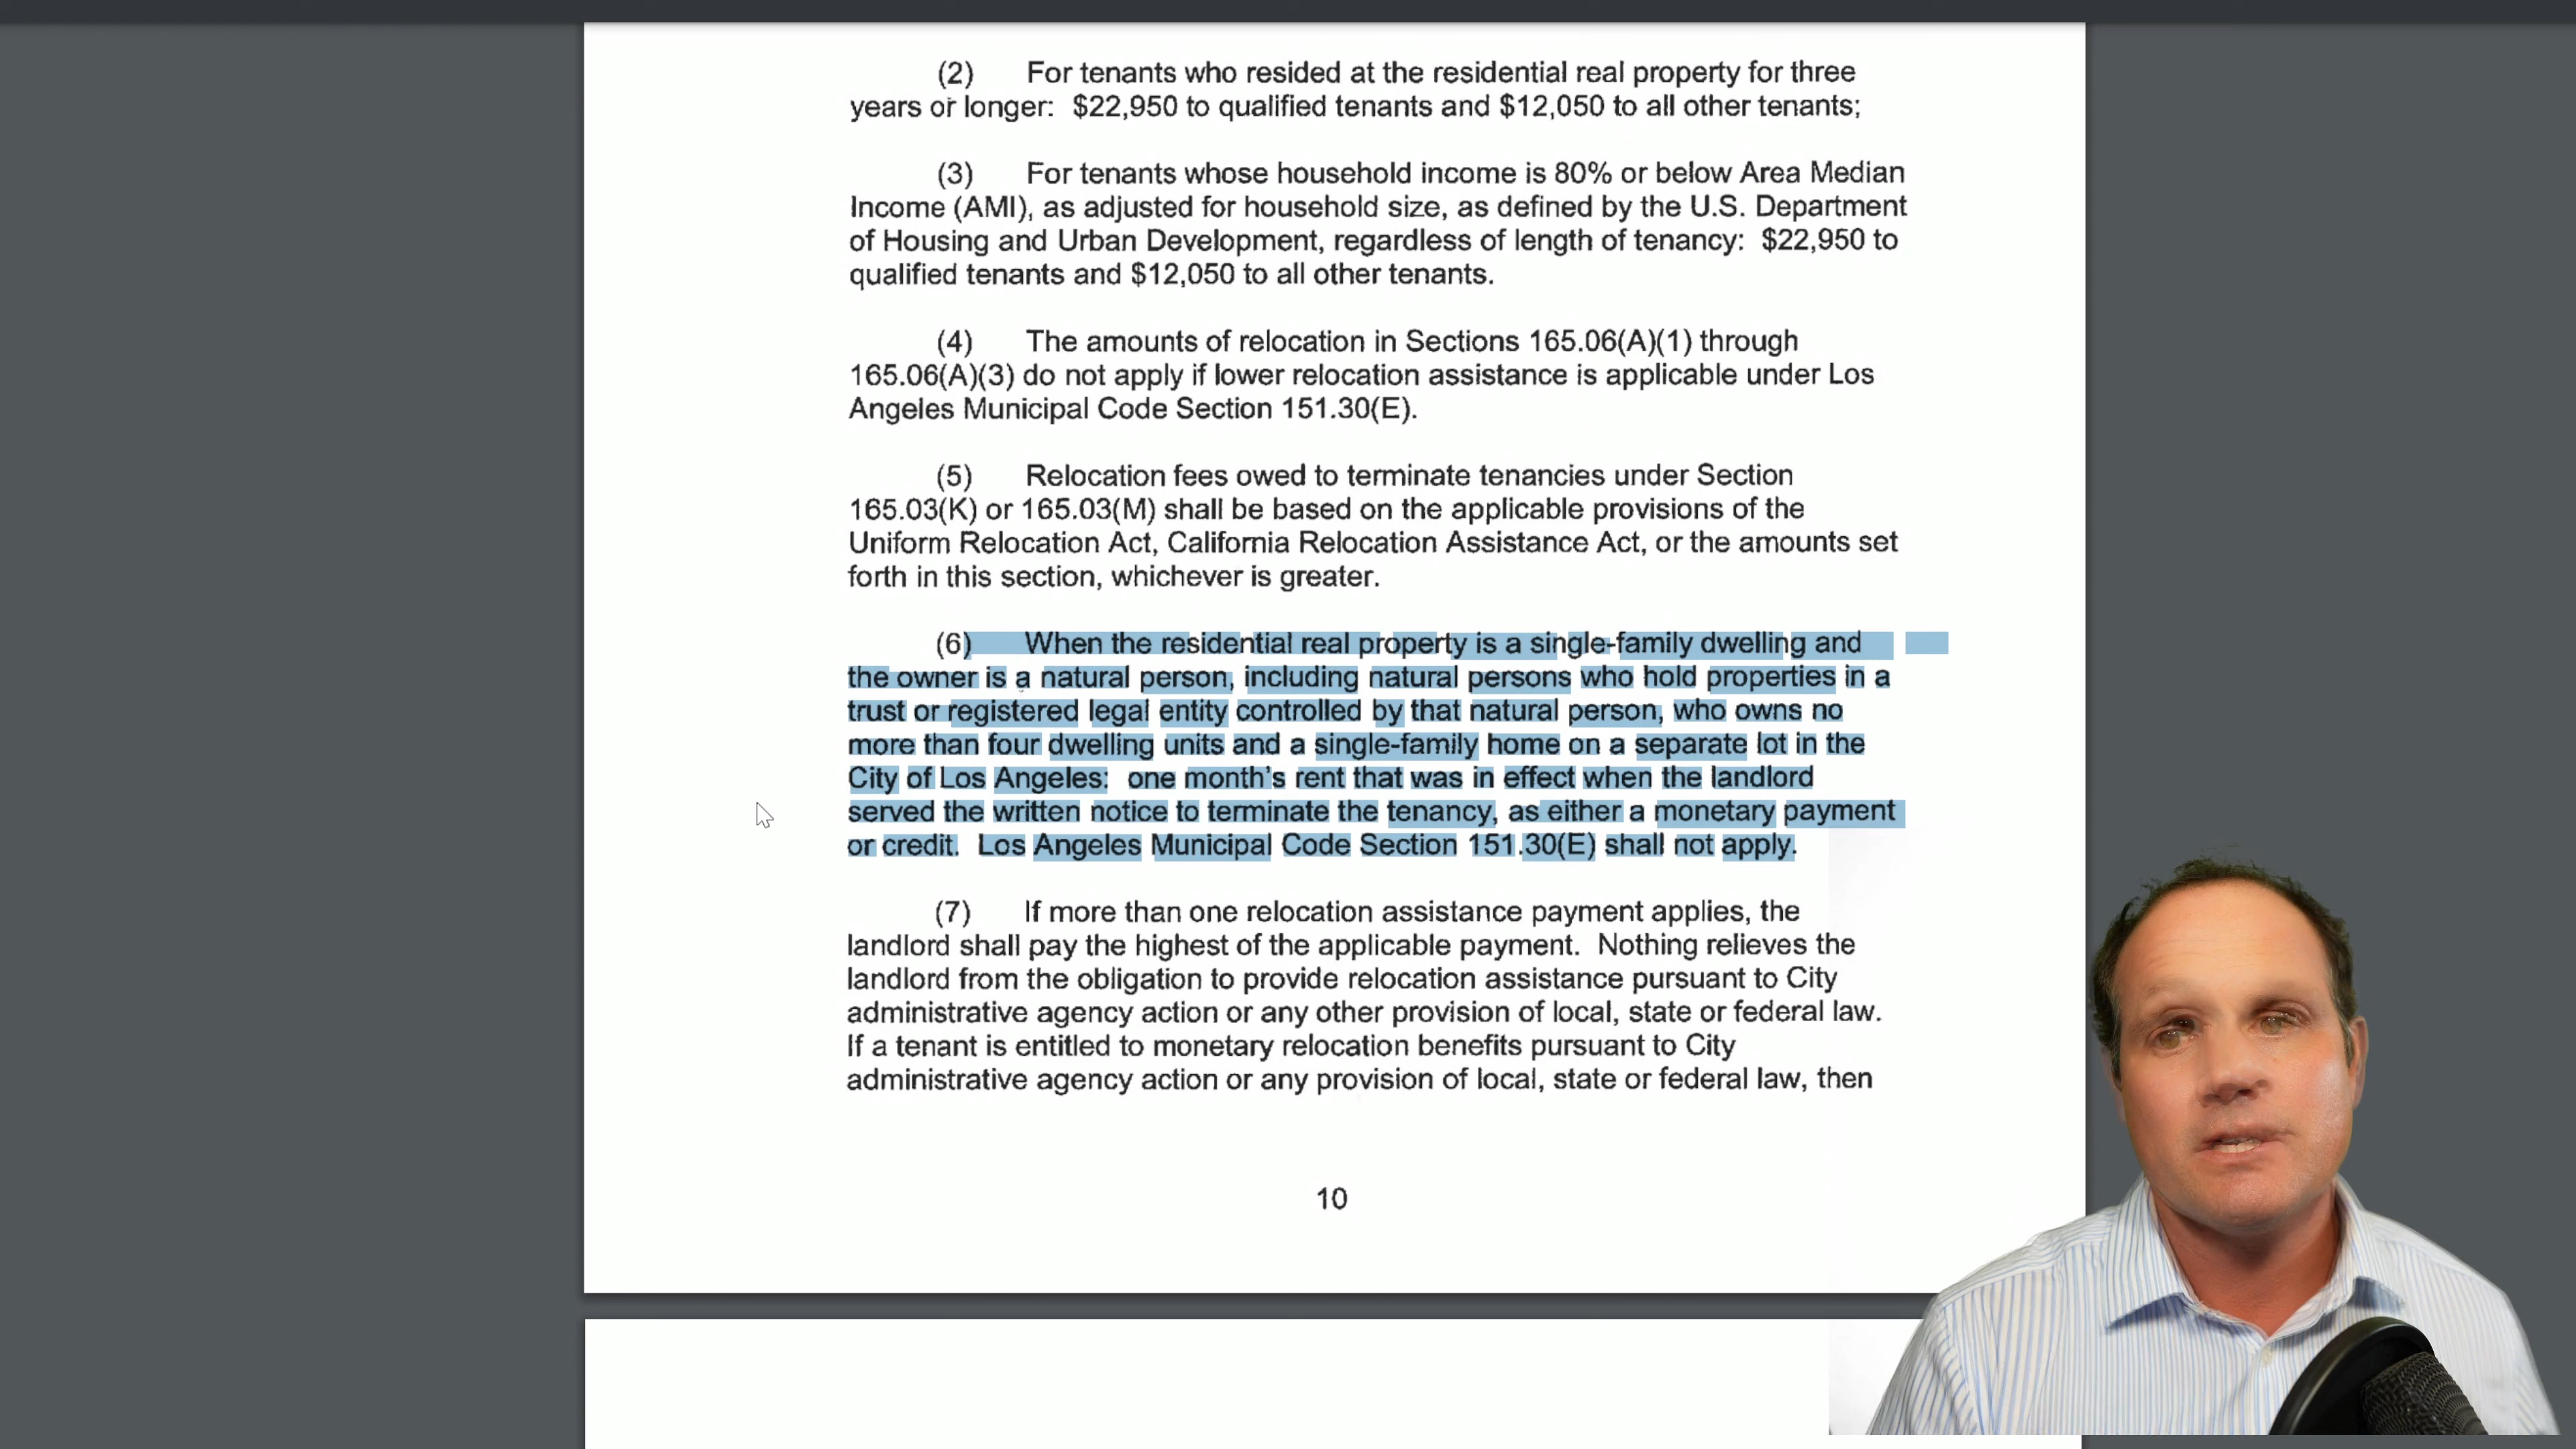 (2) For tenants who resided at the residential real property for three
years or longer: $22,950 to qualified tenants and $12,050 to all other tenants;
(3) For tenants whose household income is 80% or below Area Median
Income (AMI), as adjusted for household size, as defined by the U.S. Department
of Housing and Urban Development, regardless of length of tenancy: $22,950 to
qualified tenants and $12,050 to all other tenants.
(4) The amounts of relocation in Sections 165.06(A)(1) through
165.06(A)(3) do not apply if lower relocation assistance is applicable under Los
Angeles Municipal Code Section 151.30(E).
(5) Relocation fees owed to terminate tenancies under Section
165.03(K) or 165.03(M) shall be based on the applicable provisions of the
Uniform Relocation Act, California Relocation Assistance Act, or the amounts set
forth in this section, whichever is greater.
(6) When the residential real property is a single-family dwelling and
the owner is a natural person, including natural persons who hold properties in a
trust or registered legal entity controlled by that natural person, who owns no
more than four dwelling units and a single-family home on a separate lot in the
City of Los Angeles: one month's rent that was in effect when the landlord
served the written notice to terminate the tenancy, as either a monetary payment
or credit. Los Angeles Municipal Code Section 151.30(E) shall not apply.
(7) If more than one relocation assistance payment applies, the
landlord shall pay the highest of the applicable payment. Nothing relieves the
landlord from the obligation to provide relocation assistance pursuant to City
administrative agency action or any other provision of local, state or federal law.
If a tenant is entitled to monetary relocation benefits pursuant to City
administrative agency action or any provision of local, state or federal law, then
10